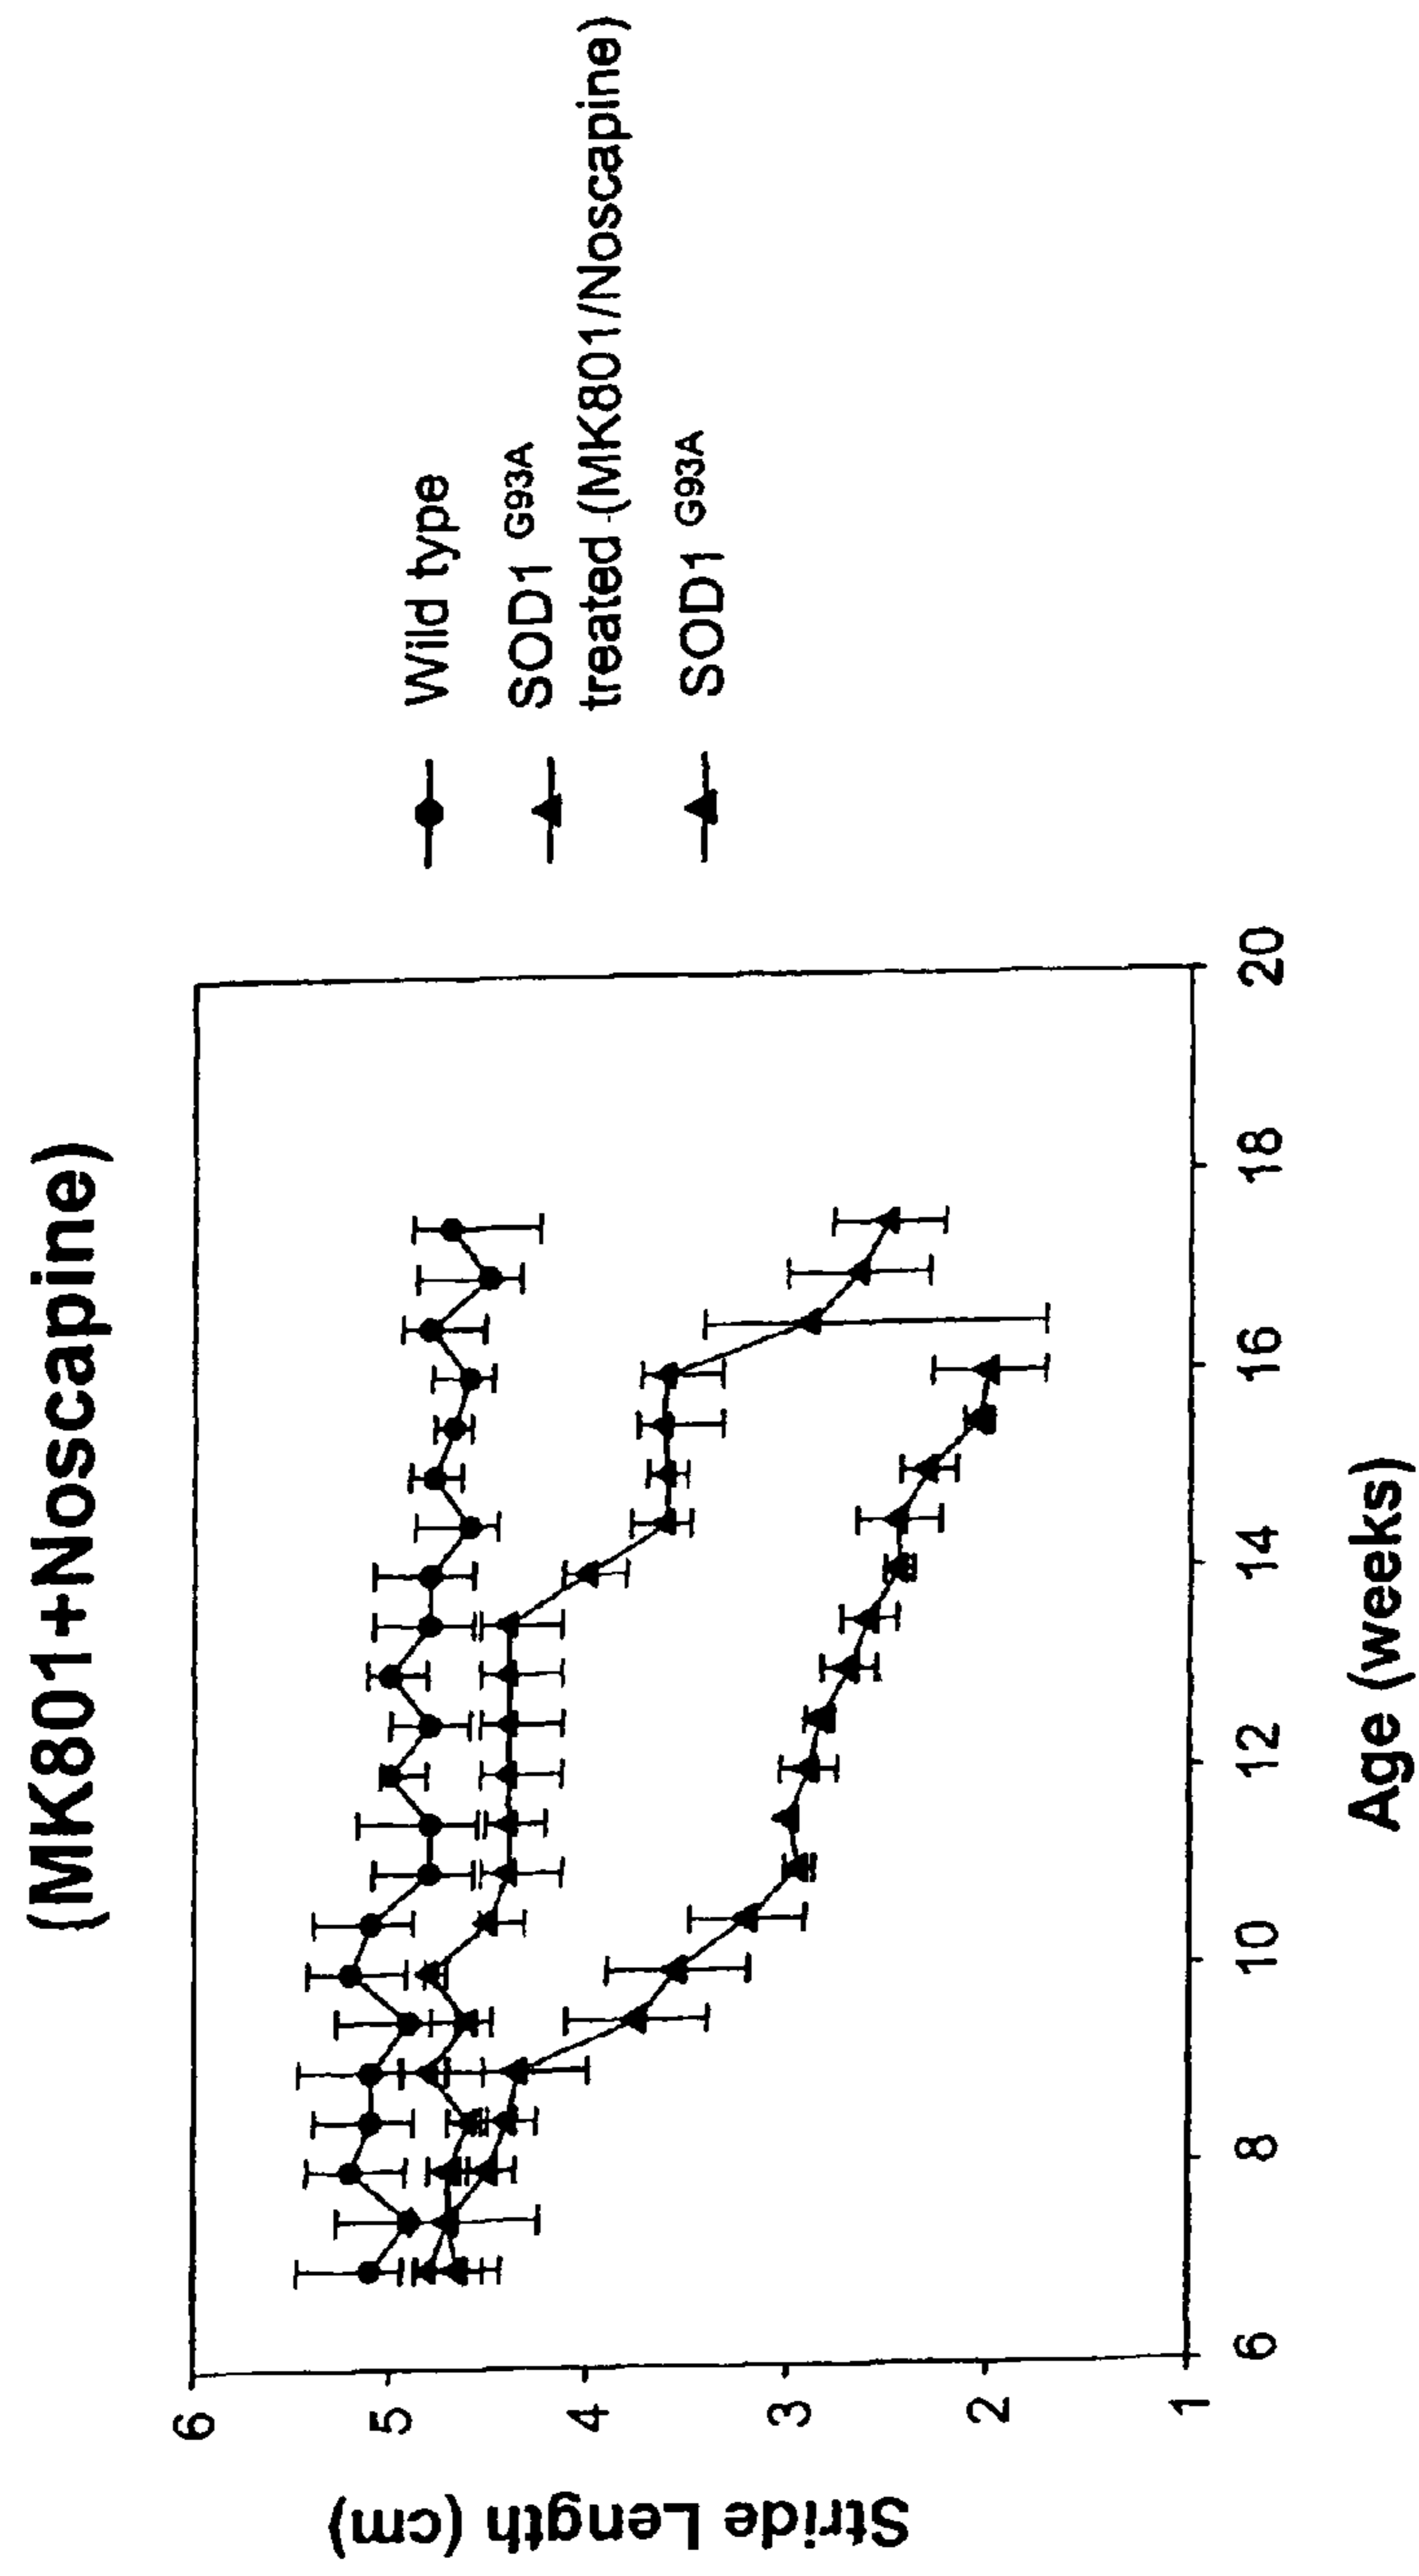 (MK801+Noscapine)
Stride Length (cm)
6
5
4
3
2
1
6
8
10
12
14
16
18
20
Age (weeks)
Wild type
SOD1 G93A
treated (MK801/Noscapine)
SOD1 G93A